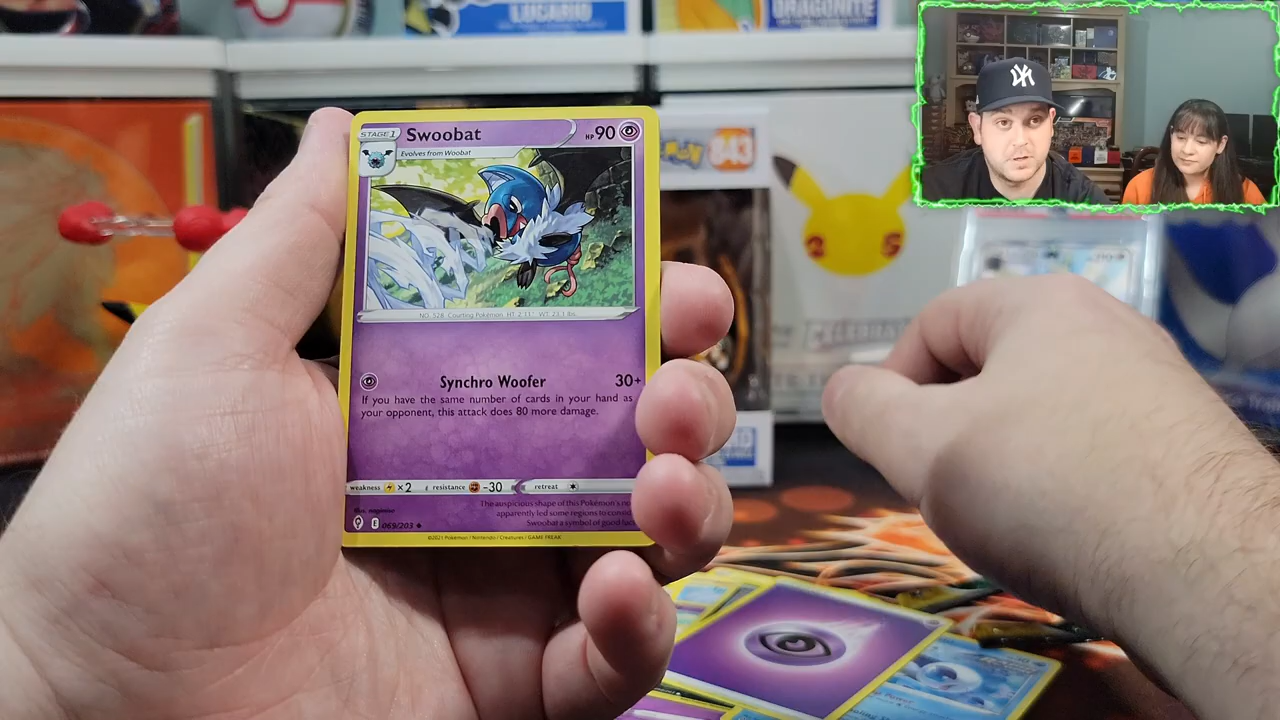 LUCARIO
DRAGONITE
STAGE 1 Swoobat HP 90
Evolves from Woobat
843
NO. 528 Courting Pokémon HT 2'11" WT 23.1 lbs.
Synchro Woofer 30+
If you have the same number of cards in your hand as
your opponent, this attack does 80 more damage.
weakness ×2 resistance -30 retreat
The auspicious shape of this Pokémon's
apparently led some regions to
Swoobat a symbol of good
E 069/203
©2021 Pokémon / Nintendo / Creatures / GAME FREAK